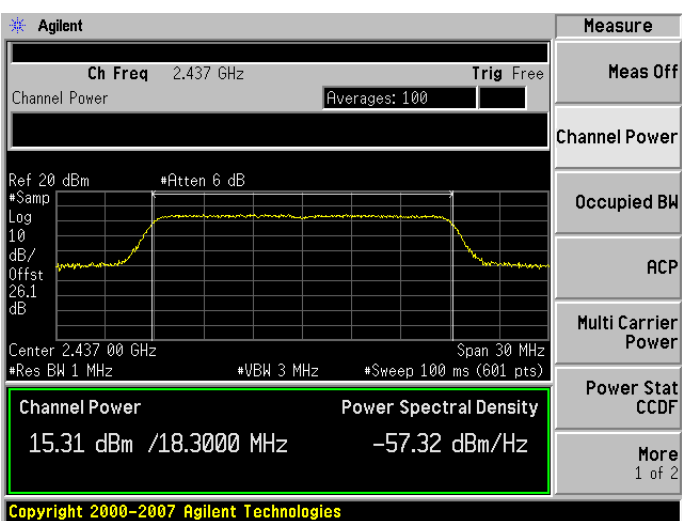 Agilent
Measure
Ch Freq 2.437 GHz Trig Free
Channel Power Averages: 100
Ref 20 dBm #Atten 6 dB
#Samp
Log
10
dB/
Offst
26.1
dB
Center 2.437 00 GHz Span 30 MHz
#Res BW 1 MHz #VBW 3 MHz #Sweep 100 ms (601 pts)
Channel Power Power Spectral Density
15.31 dBm /18.3000 MHz -57.32 dBm/Hz
Copyright 2000-2007 Agilent Technologies
Meas Off
Channel Power
Occupied BW
ACP
Multi Carrier
Power
Power Stat
CCDF
More
1 of 2